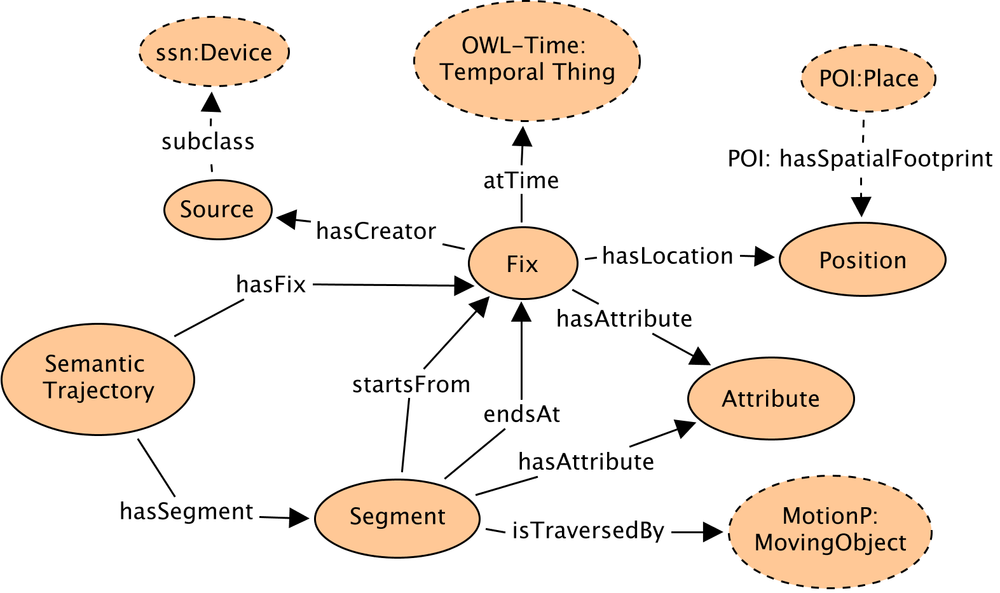 ssn:Device
OWL-Time:
Temporal Thing
POI:Place
subclass
POI: hasSpatialFootprint
atTime
Source
hasCreator
Fix
hasLocation
Position
hasFix
hasAttribute
Semantic
Trajectory
startsFrom
Attribute
endsAt
hasAttribute
hasSegment
Segment
isTraversedBy
MotionP:
MovingObject